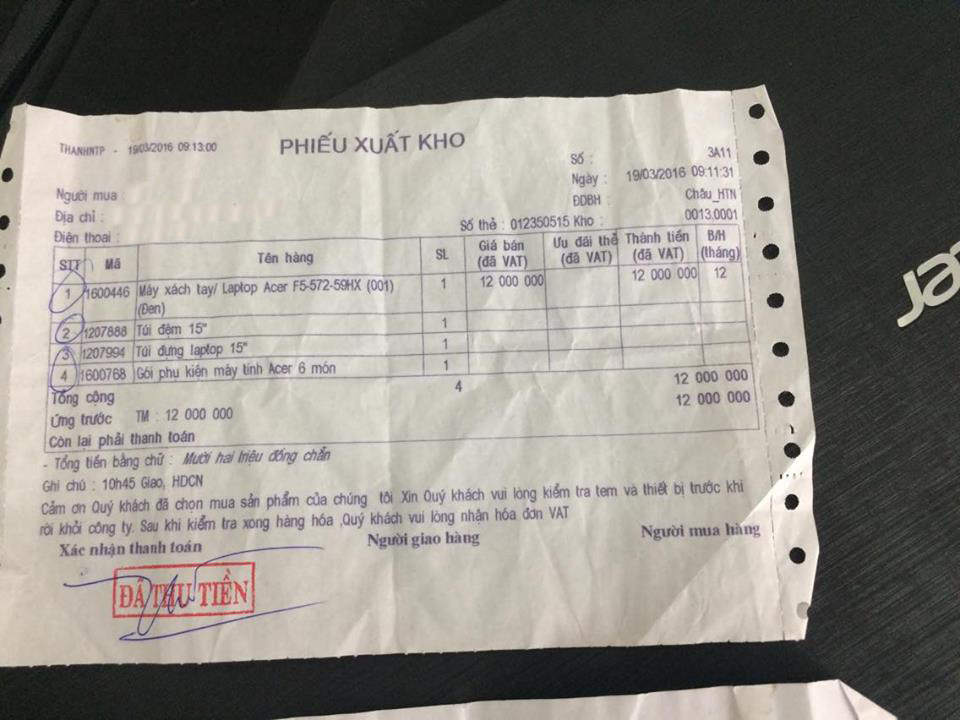 THANHNTP - 19/03/2016 09:13:00
PHIẾU XUẤT KHO
Số : 3A11
Ngày : 19/03/2016 09:11:31
ĐDBH : Châu_HTN
Người mua :
Địa chỉ :
Số thẻ : 012350515 Kho : 0013.0001
Điện thoại :
STT Mã Tên hàng SL Giá bán (đã VAT) Ưu đãi thẻ (đã VAT) Thành tiền (đã VAT) B/H (tháng)
1 1600446 Máy xách tay/ Laptop Acer F5-572-59HX (001) 1 12 000 000 12 000 000 12
(Đen)
2 1207888 Túi đệm 15" 1
3 1207994 Túi đựng laptop 15" 1
4 1600768 Gói phụ kiện máy tính Acer 6 món 1
Tổng cộng 4 12 000 000
Ứng trước TM : 12 000 000 12 000 000
Còn lại phải thanh toán
- Tổng tiền bằng chữ : Mười hai triệu đồng chẵn
Ghi chú : 10h45 Giao, HDCN
Cảm ơn Quý khách đã chọn mua sản phẩm của chúng tôi Xin Quý khách vui lòng kiểm tra tem và thiết bị trước khi
rời khỏi công ty. Sau khi kiểm tra xong hàng hóa ,Quý khách vui lòng nhận hóa đơn VAT
Xác nhận thanh toán Người giao hàng Người mua hàng
ĐÃ THU TIỀN